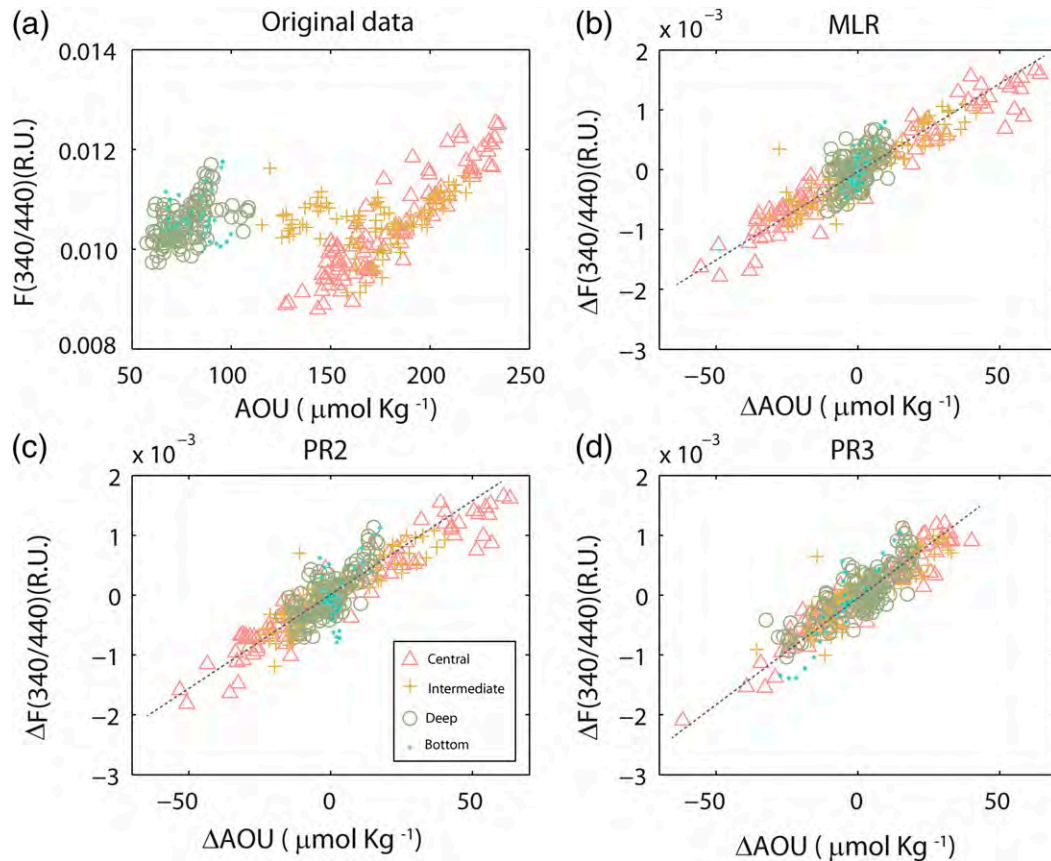 (a)
Original data
0.014
0.012
0.010
0.008
F(340/440)(R.U.)
50
100
150
200
250
AOU ( μmol Kg⁻¹)
(b)
x 10⁻³
MLR
2
1
0
−1
−2
−3
ΔF(340/440)(R.U.)
−50
0
50
ΔAOU ( μmol Kg⁻¹)
(c)
x 10⁻³
PR2
2
1
0
−1
−2
−3
ΔF(340/440)(R.U.)
Central
Intermediate
Deep
Bottom
−50
0
50
ΔAOU ( μmol Kg⁻¹)
(d)
x 10⁻³
PR3
2
1
0
−1
−2
−3
ΔF(340/440)(R.U.)
−50
0
50
ΔAOU ( μmol Kg⁻¹)